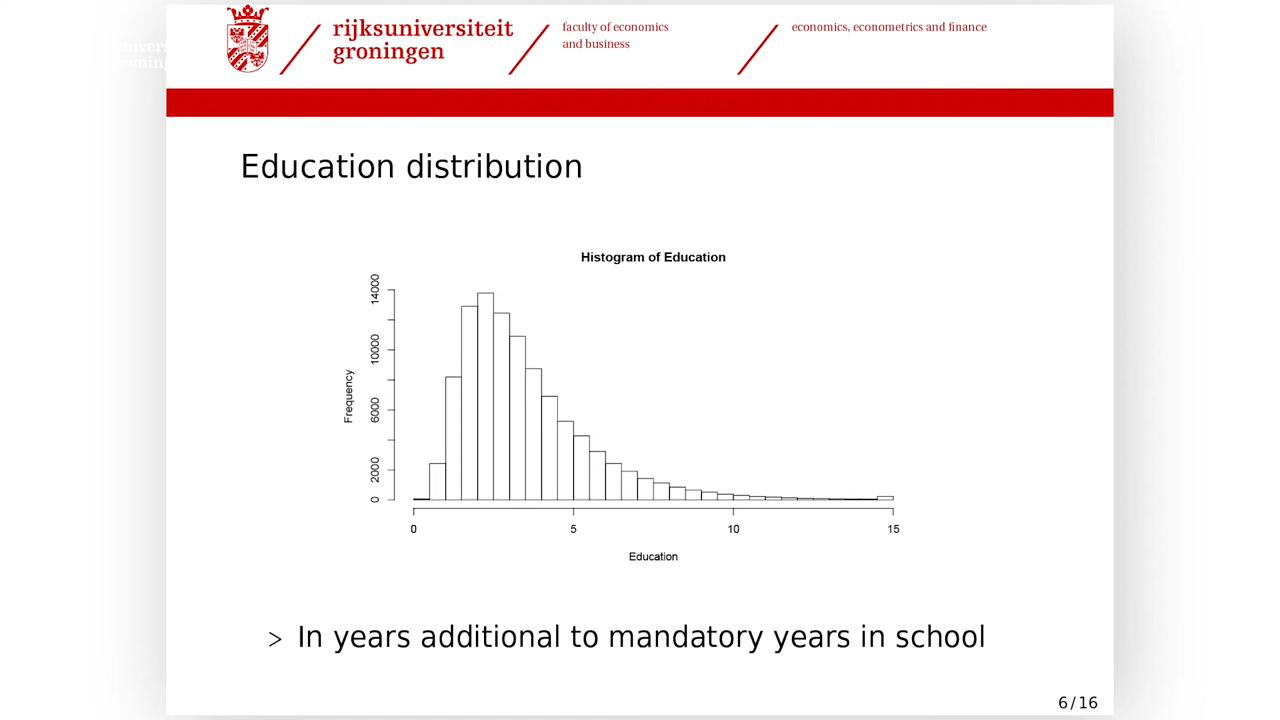 rijksuniversiteit
groningen
faculty of economics
and business
economics, econometrics and finance
Education distribution
Histogram of Education
Frequency
14000
10000
6000
2000
0
0 5 10 15
Education
> In years additional to mandatory years in school
6/16